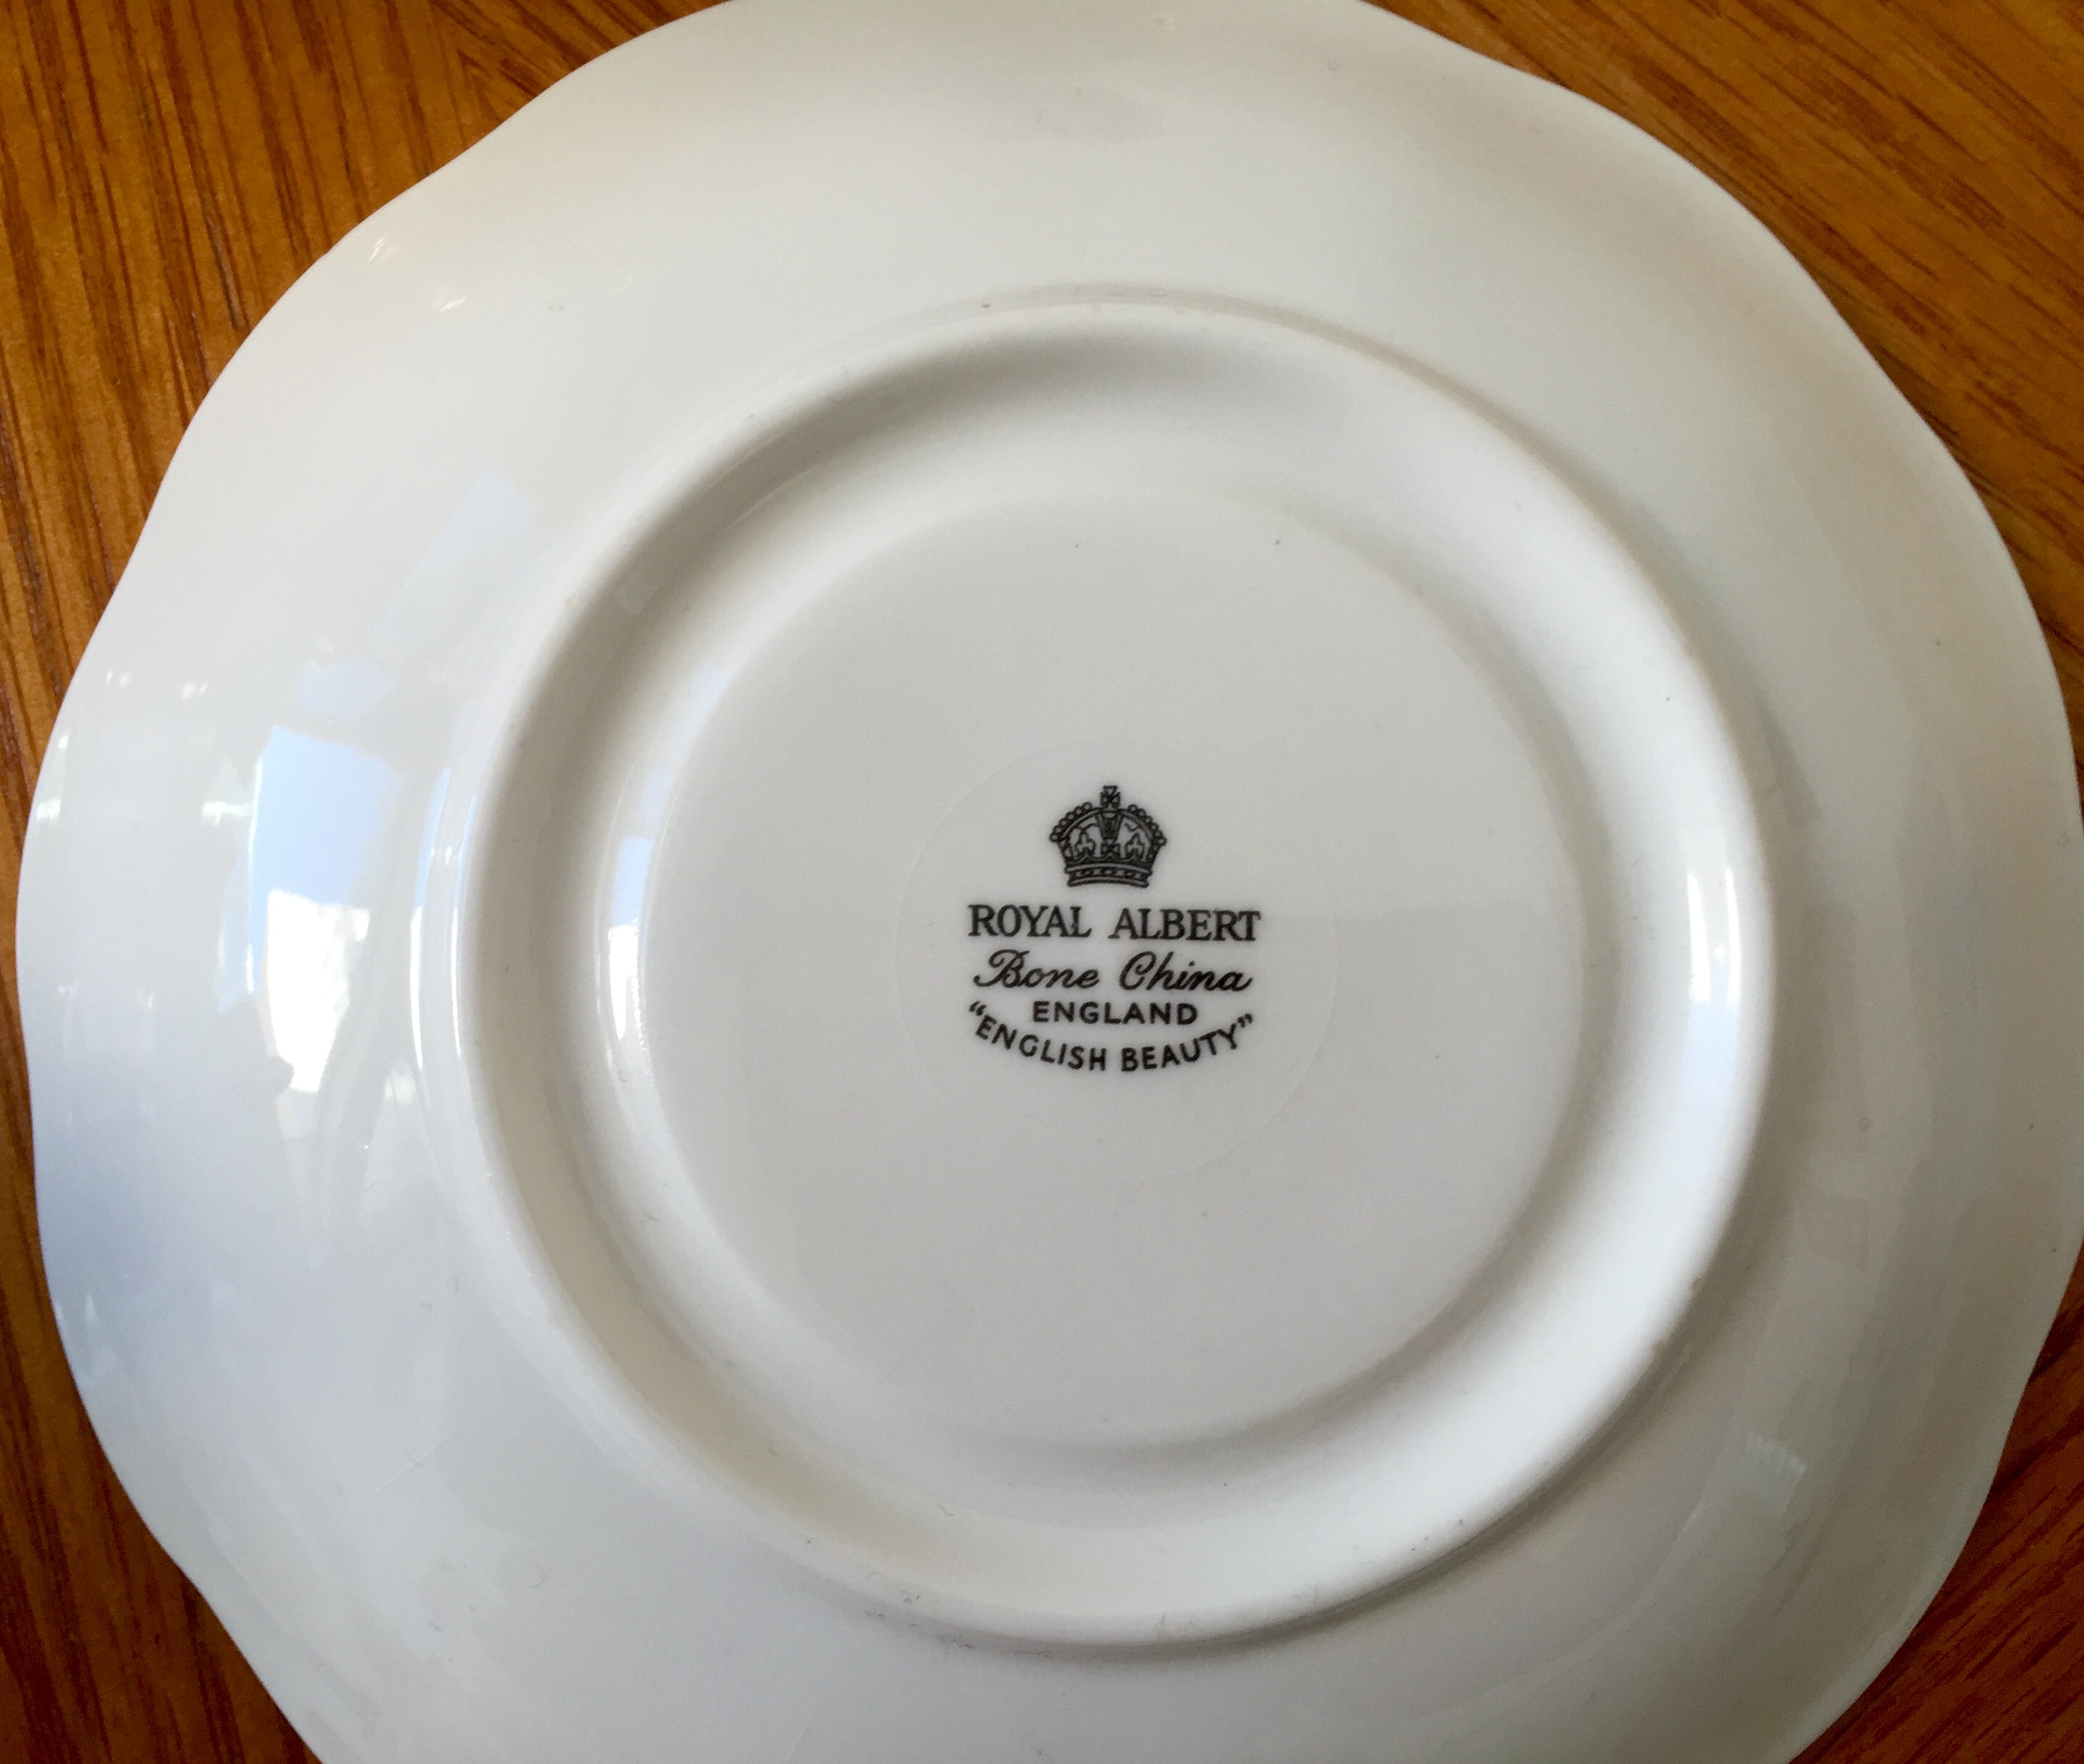 ROYAL ALBERT
Bone China
ENGLAND
"ENGLISH BEAUTY"